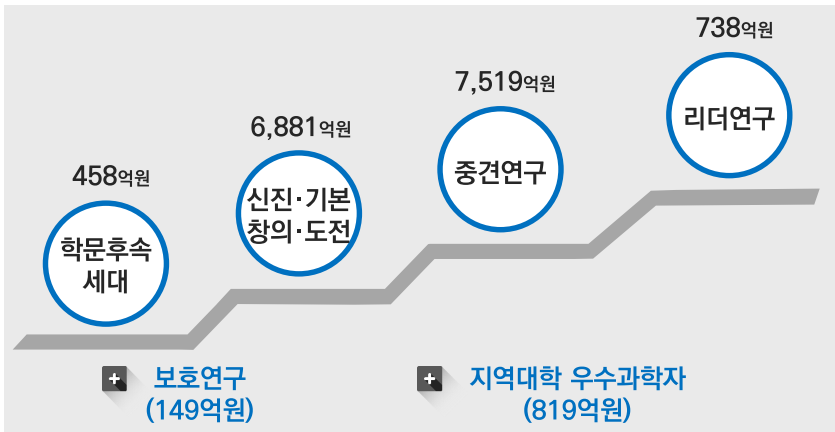 458억원
학문후속
세대
6,881억원
신진·기본
창의·도전
7,519억원
중견연구
738억원
리더연구
보호연구
(149억원)
지역대학 우수과학자
(819억원)